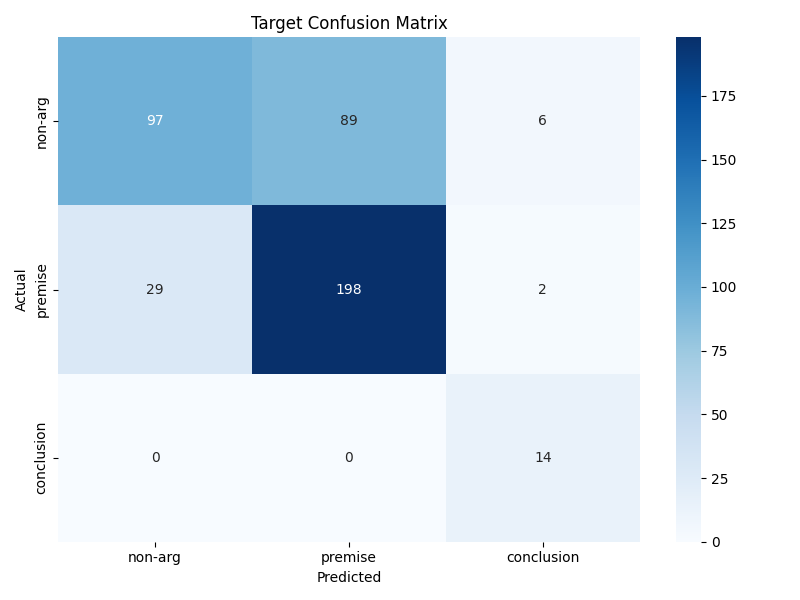 Target Confusion Matrix
non-arg
97 89 6
175
150
125
Actual
premise
29 198 2
100
75
50
conclusion
0 0 14
25
0
non-arg premise conclusion
Predicted